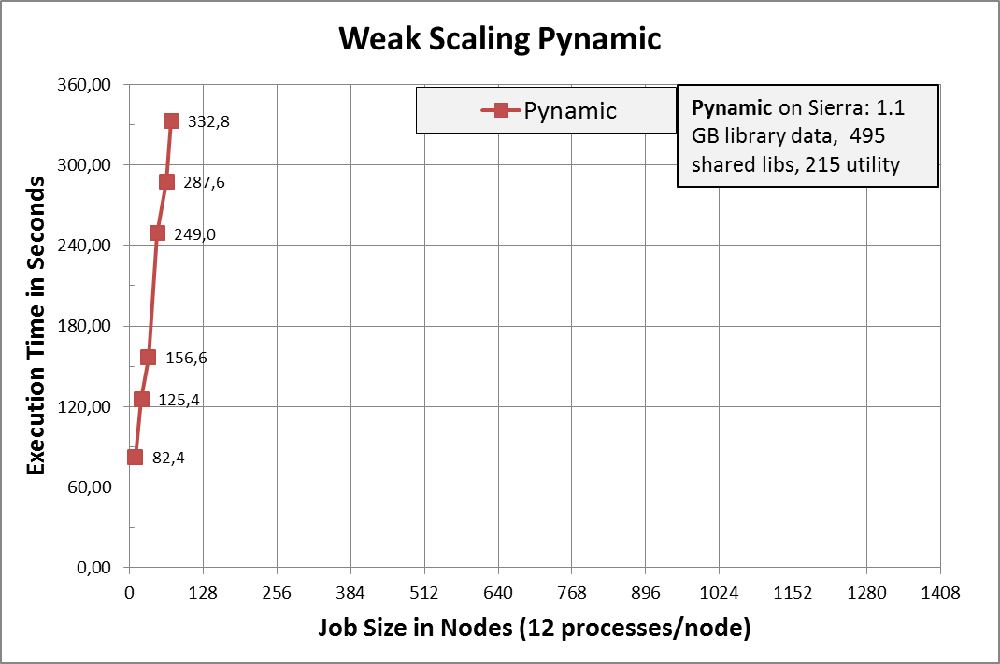 Weak Scaling Pynamic
Pynamic
Pynamic on Sierra: 1.1
GB library data,  495
shared libs, 215 utility
Execution Time in Seconds
360,00
300,00
240,00
180,00
120,00
60,00
0,00
332,8
287,6
249,0
156,6
125,4
82,4
0 128 256 384 512 640 768 896 1024 1152 1280 1408
Job Size in Nodes (12 processes/node)